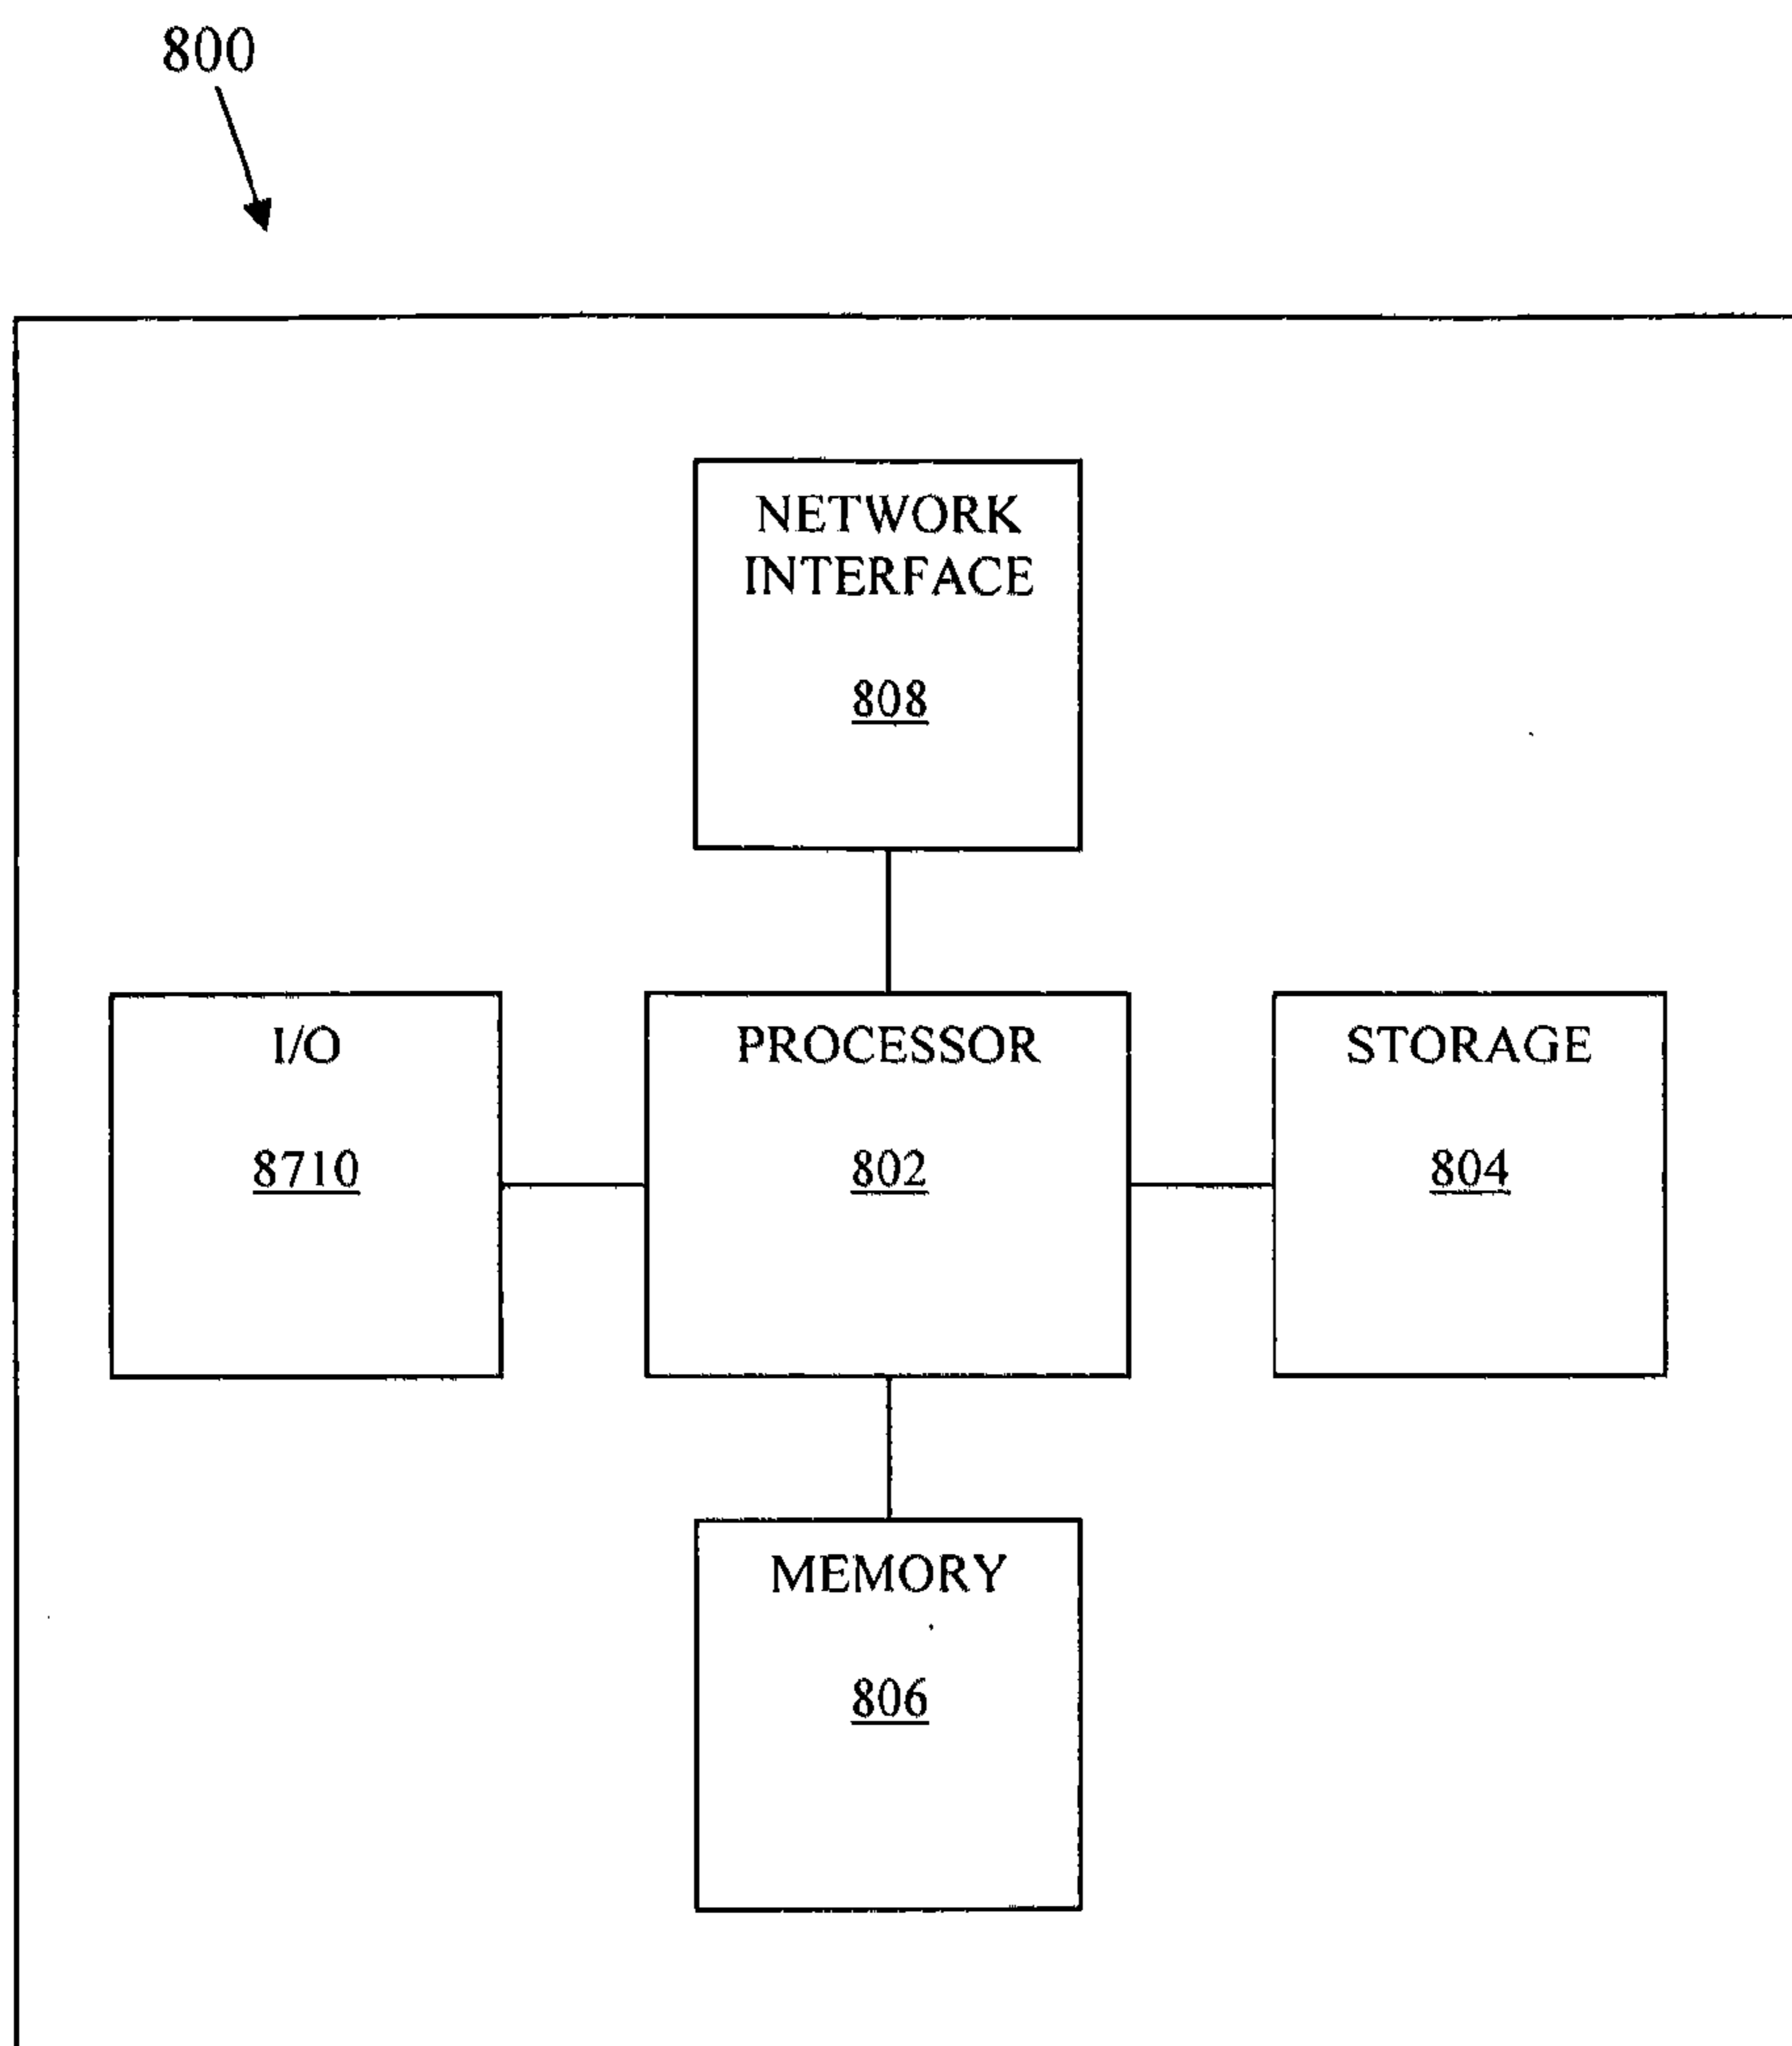 800
NETWORK
INTERFACE
808
I/O
8710
PROCESSOR
802
STORAGE
804
MEMORY
806